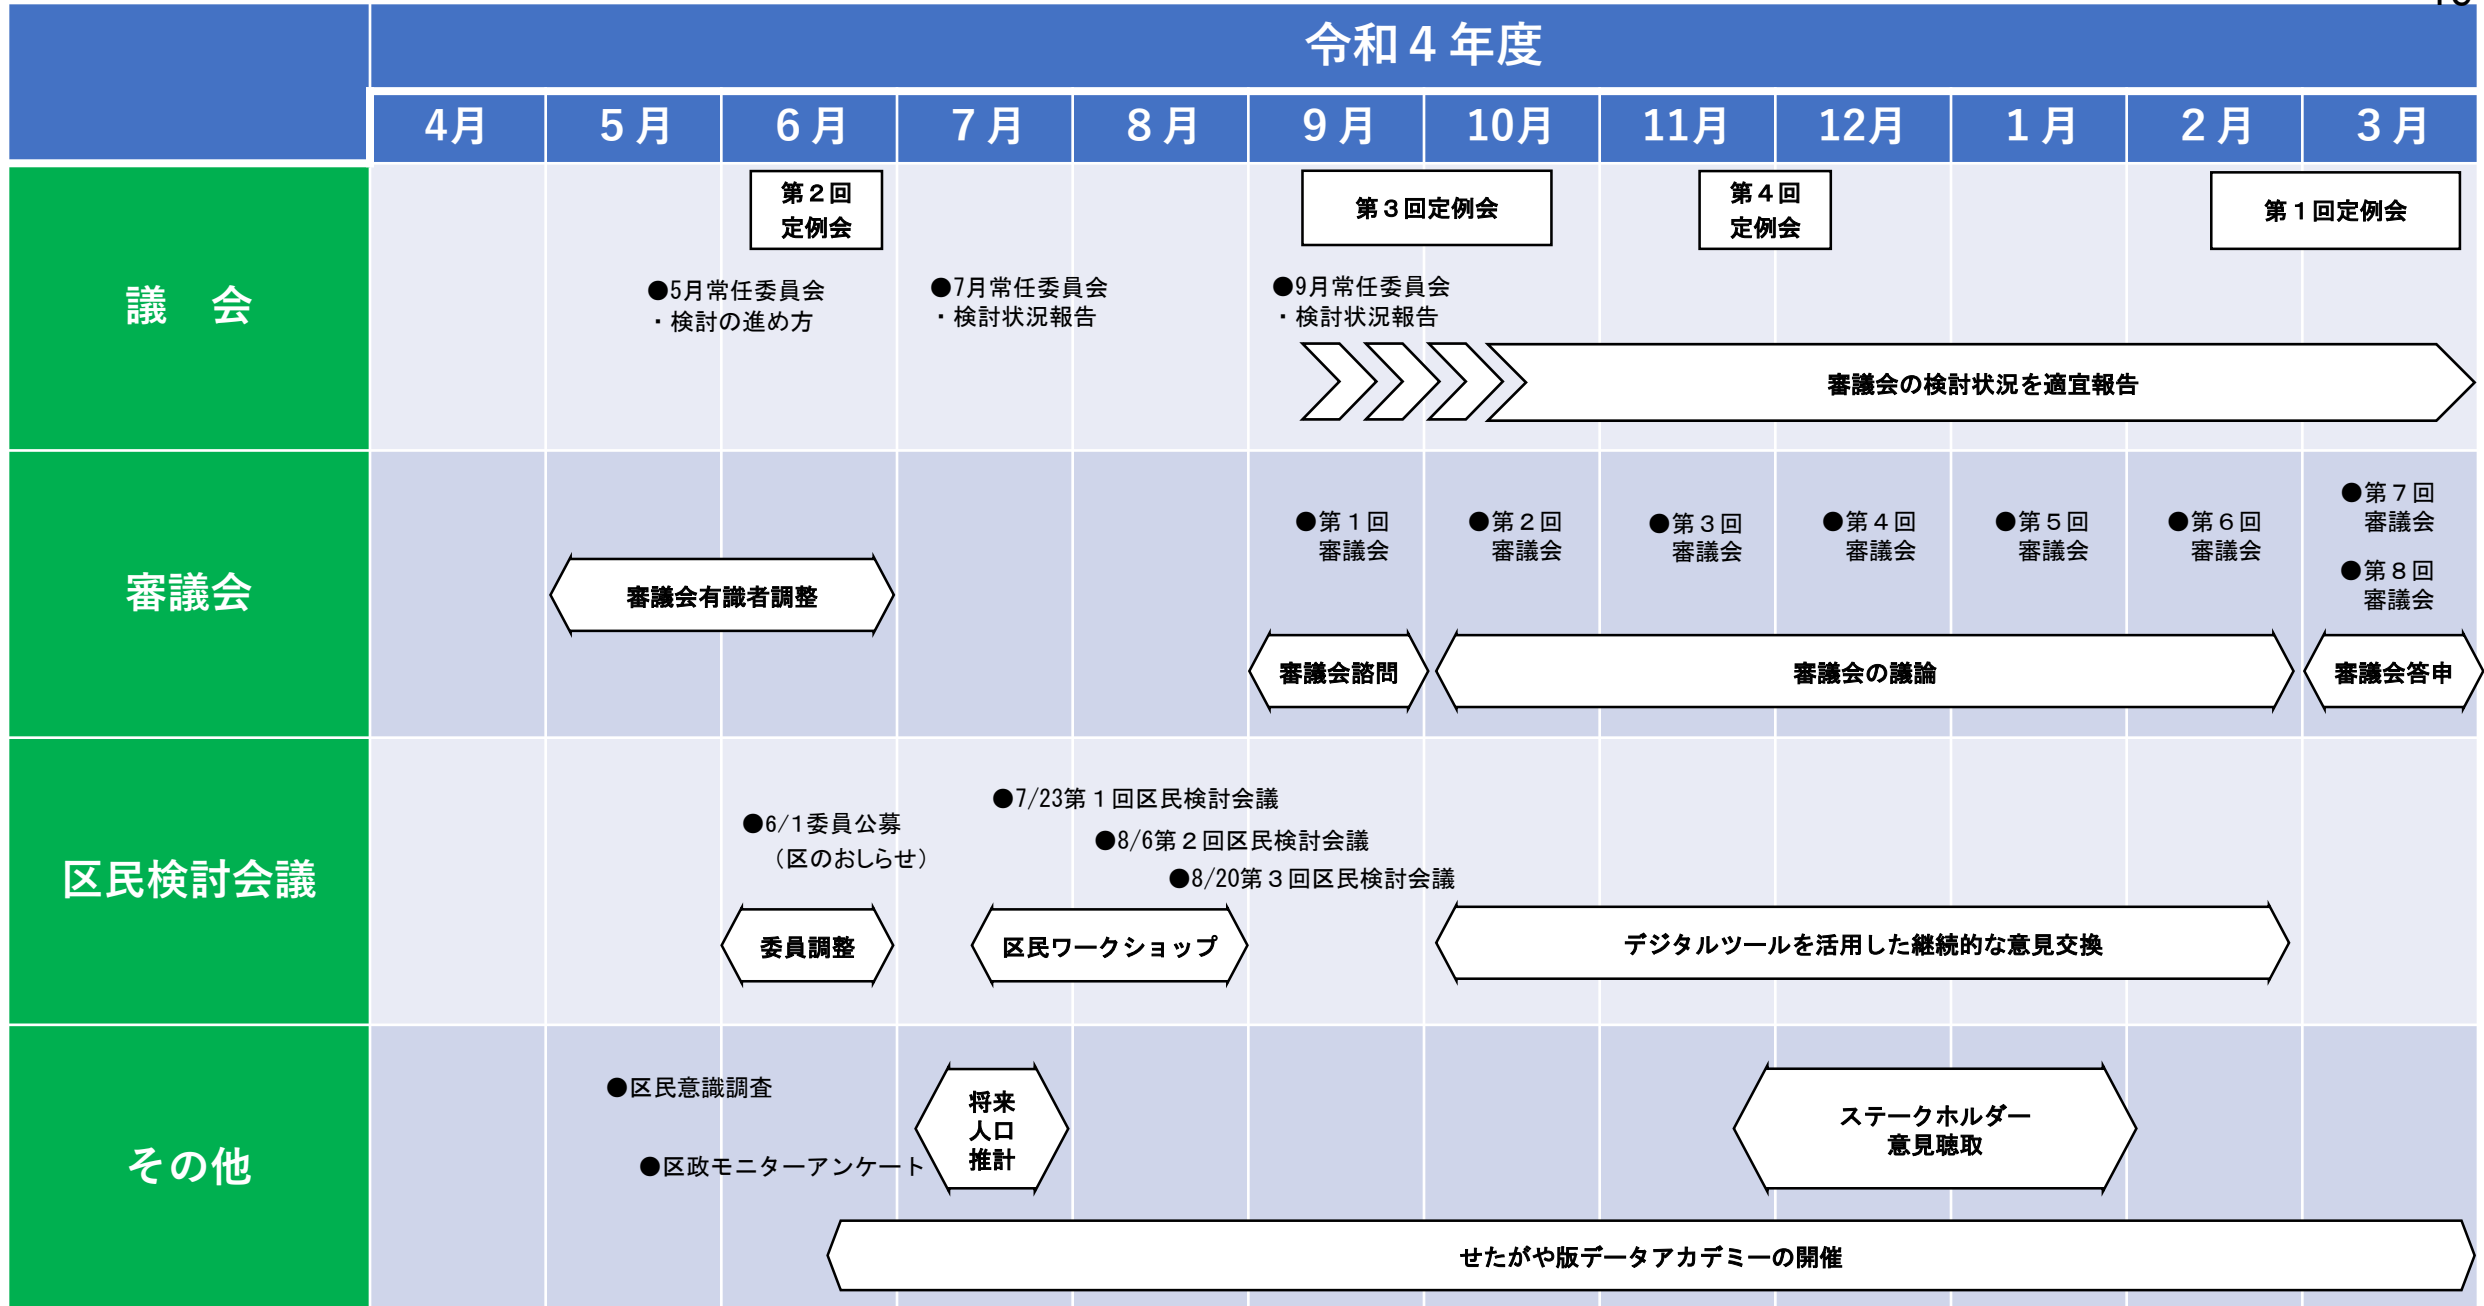 令和４年度
4月
５月
６月
７月
８月
９月
10月
11月
12月
１月
２月
３月
議　会
第２回
定例会
第３回定例会
第４回
定例会
第１回定例会
●5月常任委員会
・検討の進め方
●7月常任委員会
・検討状況報告
●9月常任委員会
・検討状況報告
審議会の検討状況を適宜報告
審議会
●第１回
審議会
●第２回
審議会
●第３回
審議会
●第４回
審議会
●第５回
審議会
●第６回
審議会
●第７回
審議会
●第８回
審議会
審議会有識者調整
審議会諮問
審議会の議論
審議会答申
区民検討会議
●6/1委員公募
（区のおしらせ）
●7/23第１回区民検討会議
●8/6第２回区民検討会議
●8/20第３回区民検討会議
委員調整
区民ワークショップ
デジタルツールを活用した継続的な意見交換
その他
●区民意識調査
●区政モニターアンケート
将来
人口
推計
ステークホルダー
意見聴取
せたがや版データアカデミーの開催